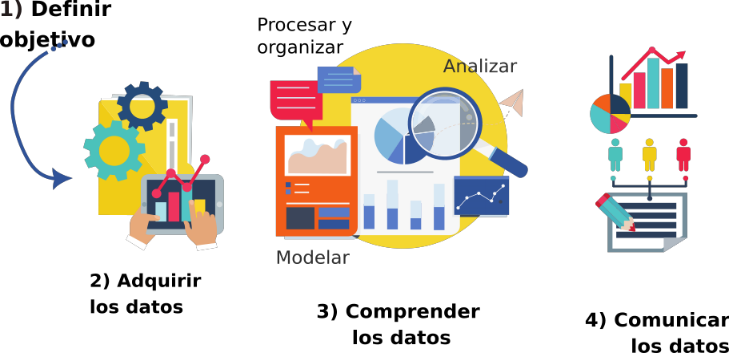 1) Definir
objetivo
2) Adquirir
los datos
Procesar y
organizar
Analizar
Modelar
3) Comprender
los datos
4) Comunicar
los datos